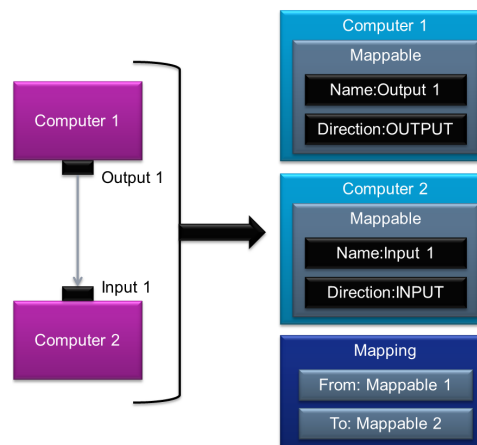 Computer 1
Output 1
Input 1
Computer 2
Computer 1
Mappable
Name:Output 1
Direction:OUTPUT
Computer 2
Mappable
Name:Input 1
Direction:INPUT
Mapping
From: Mappable 1
To: Mappable 2